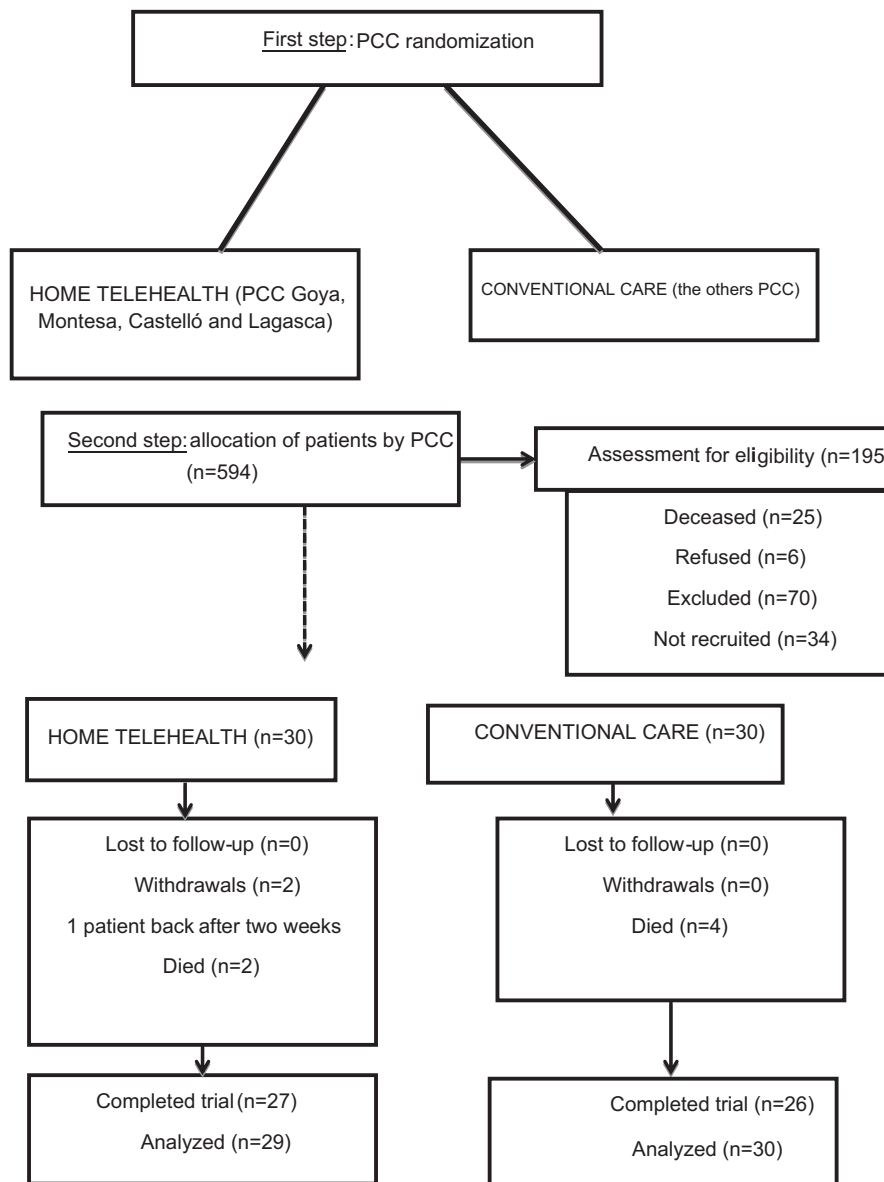 First step: PCC randomization
HOME TELEHEALTH (PCC Goya,
Montesa, Castelló and Lagasca)
CONVENTIONAL CARE (the others PCC)
Second step: allocation of patients by PCC
(n=594)
Assessment for eligibility (n=195
Deceased (n=25)
Refused (n=6)
Excluded (n=70)
Not recruited (n=34)
HOME TELEHEALTH (n=30)
CONVENTIONAL CARE (n=30)
Lost to follow-up (n=0)
Withdrawals (n=2)
1 patient back after two weeks
Died (n=2)
Lost to follow-up (n=0)
Withdrawals (n=0)
Died (n=4)
Completed trial (n=27)
Analyzed (n=29)
Completed trial (n=26)
Analyzed (n=30)